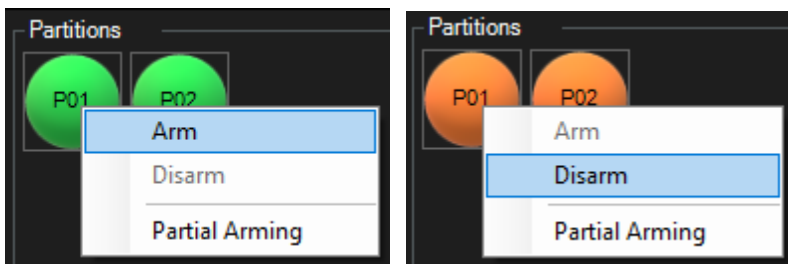 Partitions
P01 P02
Arm
Disarm
Partial Arming
Partitions
P01 P02
Arm
Disarm
Partial Arming